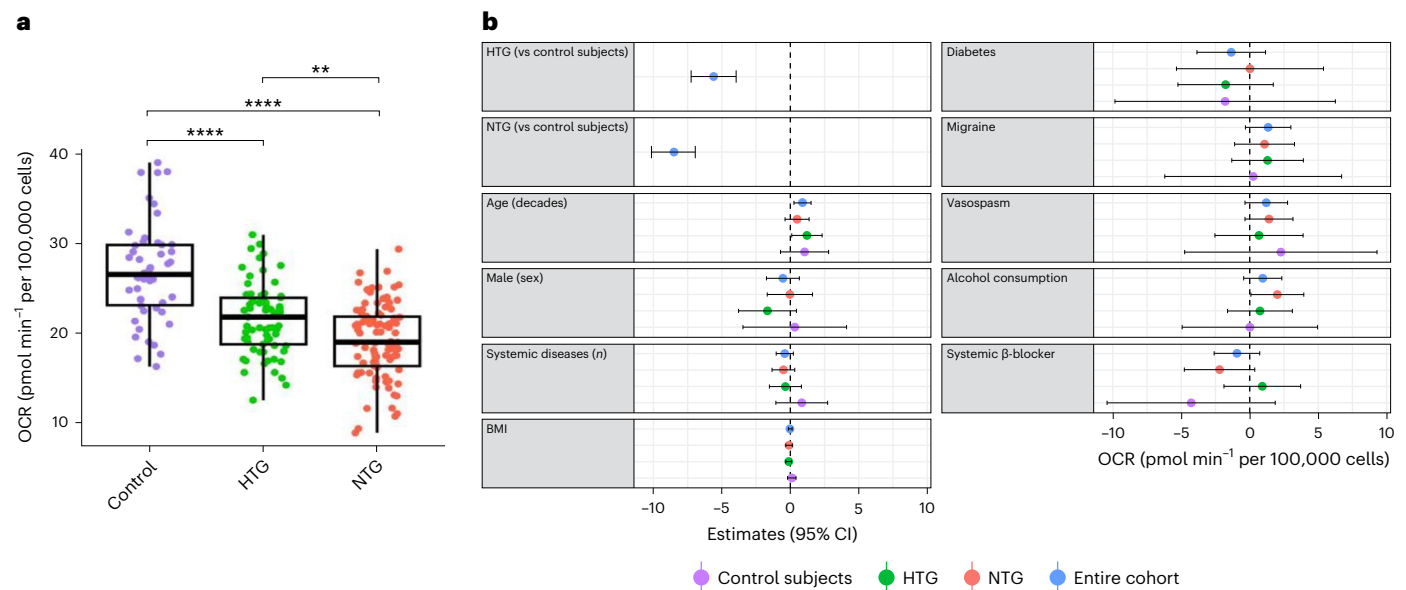 a
**
****
****
OCR (pmol min⁻¹ per 100,000 cells)
40
30
20
10
Control
HTG
NTG
b
HTG (vs control subjects)
NTG (vs control subjects)
Age (decades)
Male (sex)
Systemic diseases (n)
BMI
−10 −5 0 5 10
Estimates (95% CI)
Diabetes
Migraine
Vasospasm
Alcohol consumption
Systemic β-blocker
−10 −5 0 5 10
OCR (pmol min⁻¹ per 100,000 cells)
Control subjects HTG NTG Entire cohort